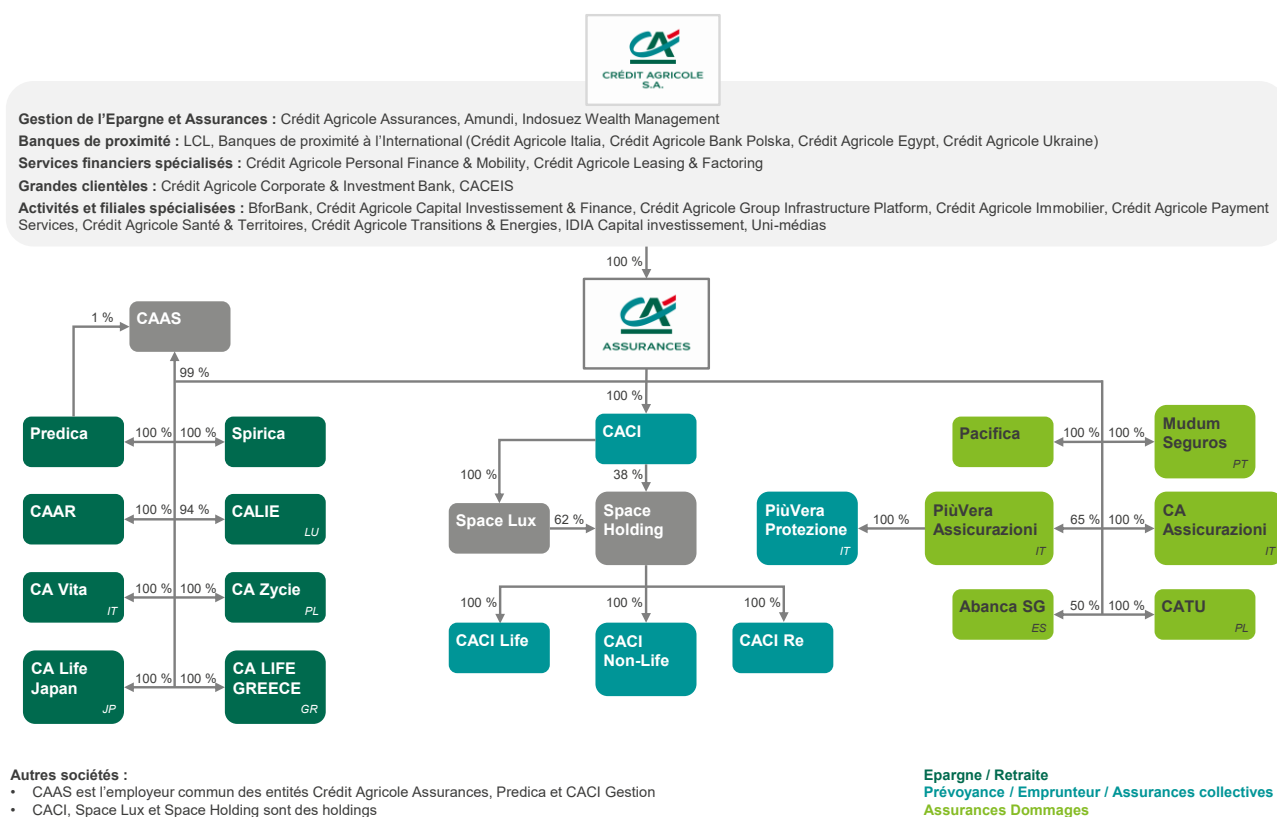 CRÉDIT AGRICOLE
S.A.
Gestion de l'Epargne et Assurances : Crédit Agricole Assurances, Amundi, Indosuez Wealth Management
Banques de proximité : LCL, Banques de proximité à l'International (Crédit Agricole Italia, Crédit Agricole Bank Polska, Crédit Agricole Egypt, Crédit Agricole Ukraine)
Services financiers spécialisés : Crédit Agricole Personal Finance & Mobility, Crédit Agricole Leasing & Factoring
Grandes clientèles : Crédit Agricole Corporate & Investment Bank, CACEIS
Activités et filiales spécialisées : BforBank, Crédit Agricole Capital Investissement & Finance, Crédit Agricole Group Infrastructure Platform, Crédit Agricole Immobilier, Crédit Agricole Payment
Services, Crédit Agricole Santé & Territoires, Crédit Agricole Transitions & Energies, IDIA Capital investissement, Uni-médias
100 %
ASSURANCES
1 %
CAAS
99 %
100 %
Predica
100 %
100 %
Spirica
CAAR
100 %
94 %
CALIE
LU
CA Vita
IT
100 %
100 %
CA Zycie
PL
CA Life
Japan
JP
100 %
100 %
CA LIFE
GREECE
GR
CACI
100 %
38 %
Space Lux
62 %
Space
Holding
100 %
100 %
100 %
CACI Life
CACI
Non-Life
CACI Re
Pacifica
100 %
100 %
Mudum
Seguros
PT
PiùVera
Protezione
IT
100 %
PiùVera
Assicurazioni
IT
65 %
100 %
CA
Assicurazioni
IT
Abanca SG
ES
50 %
100 %
CATU
PL
Autres sociétés :
• CAAS est l'employeur commun des entités Crédit Agricole Assurances, Predica et CACI Gestion
• CACI, Space Lux et Space Holding sont des holdings
Epargne / Retraite
Prévoyance / Emprunteur / Assurances collectives
Assurances Dommages